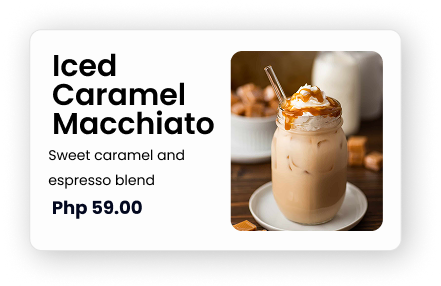 Iced
Caramel
Macchiato
Sweet caramel and
espresso blend
Php 59.00